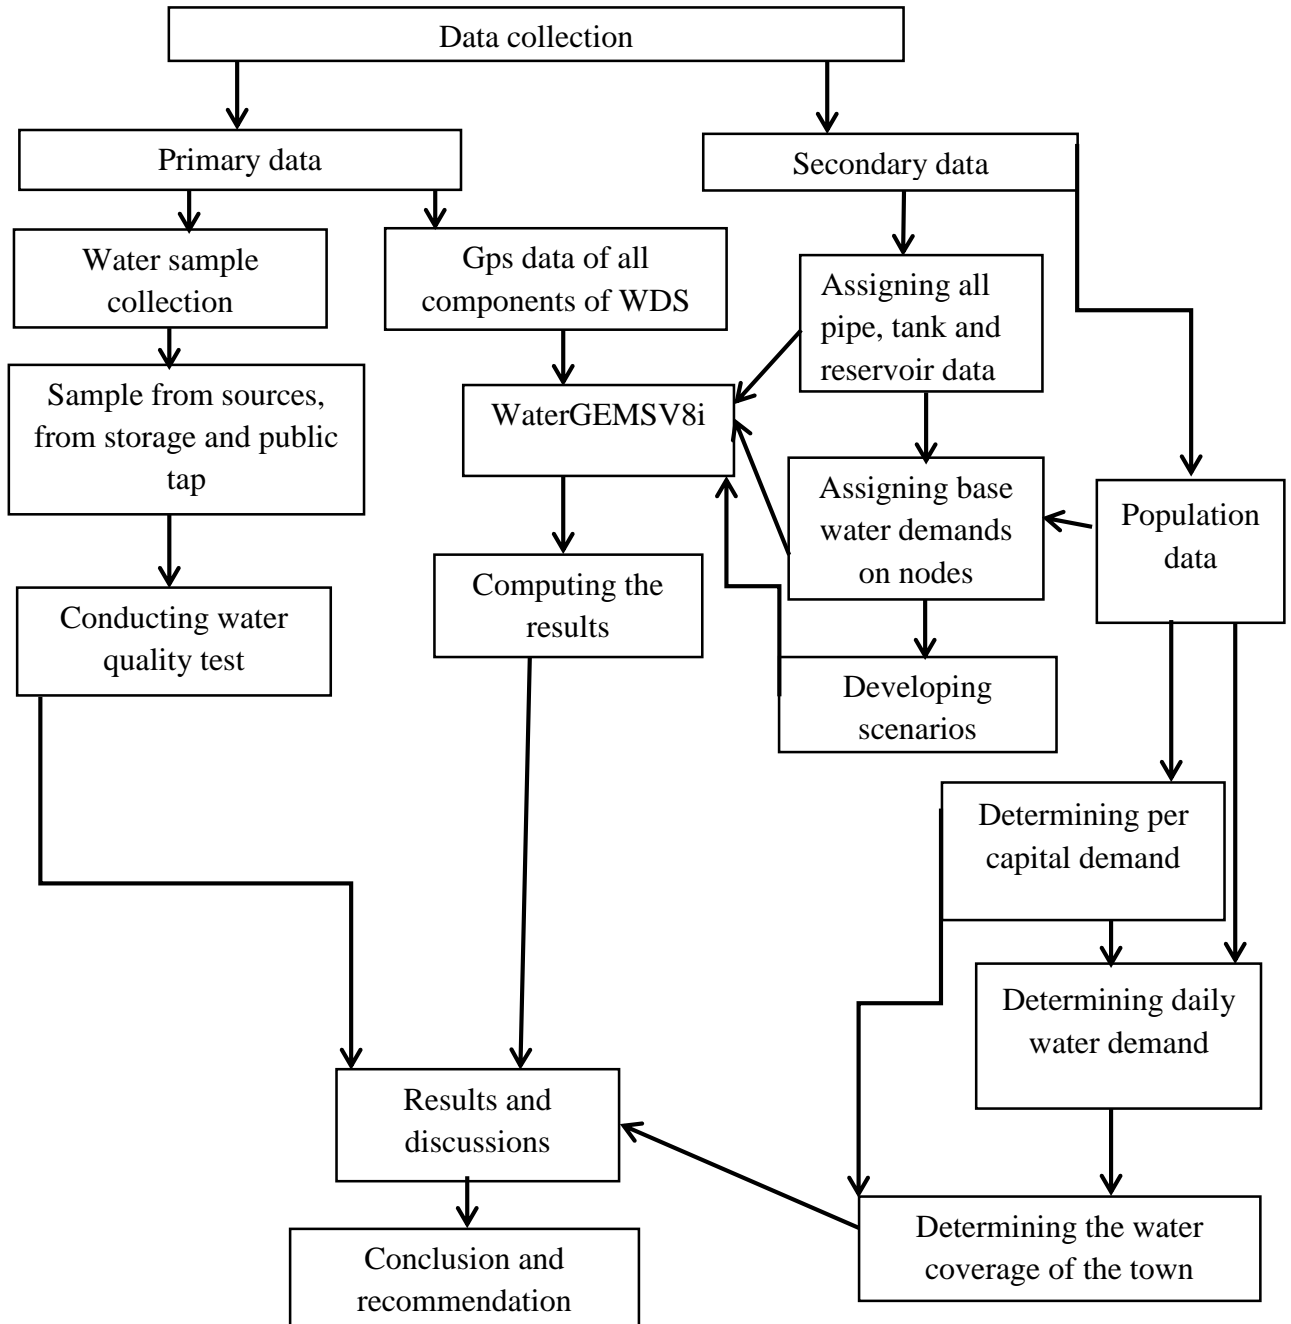 Data collection
Primary data
Secondary data
Water sample
collection
Gps data of all
components of WDS
Assigning all
pipe, tank and
reservoir data
Sample from sources,
from storage and public
tap
WaterGEMSV8i
Assigning base
water demands
on nodes
Population
data
Conducting water
quality test
Computing the
results
Developing
scenarios
Determining per
capital demand
Determining daily
water demand
Results and
discussions
Determining the water
coverage of the town
Conclusion and
recommendation